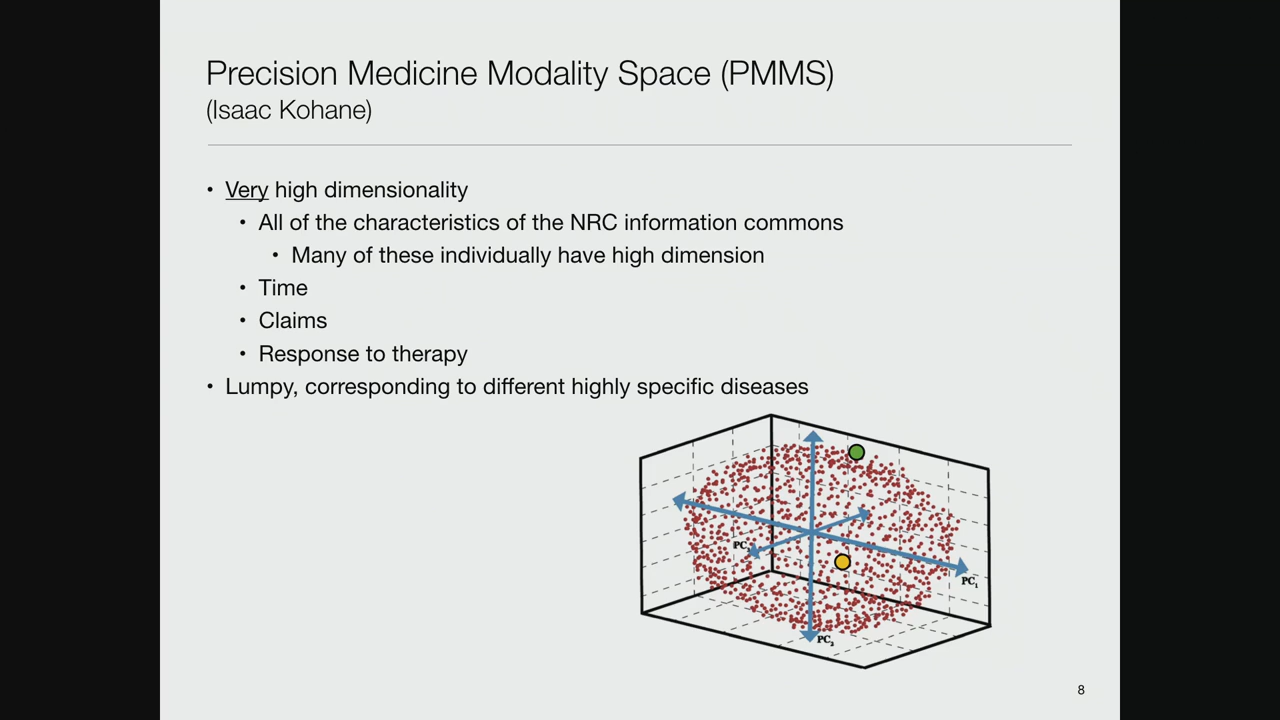 Precision Medicine Modality Space (PMMS)
(Isaac Kohane)
• Very high dimensionality
• All of the characteristics of the NRC information commons
• Many of these individually have high dimension
• Time
• Claims
• Response to therapy
• Lumpy, corresponding to different highly specific diseases
PC
PC₁
PC
8